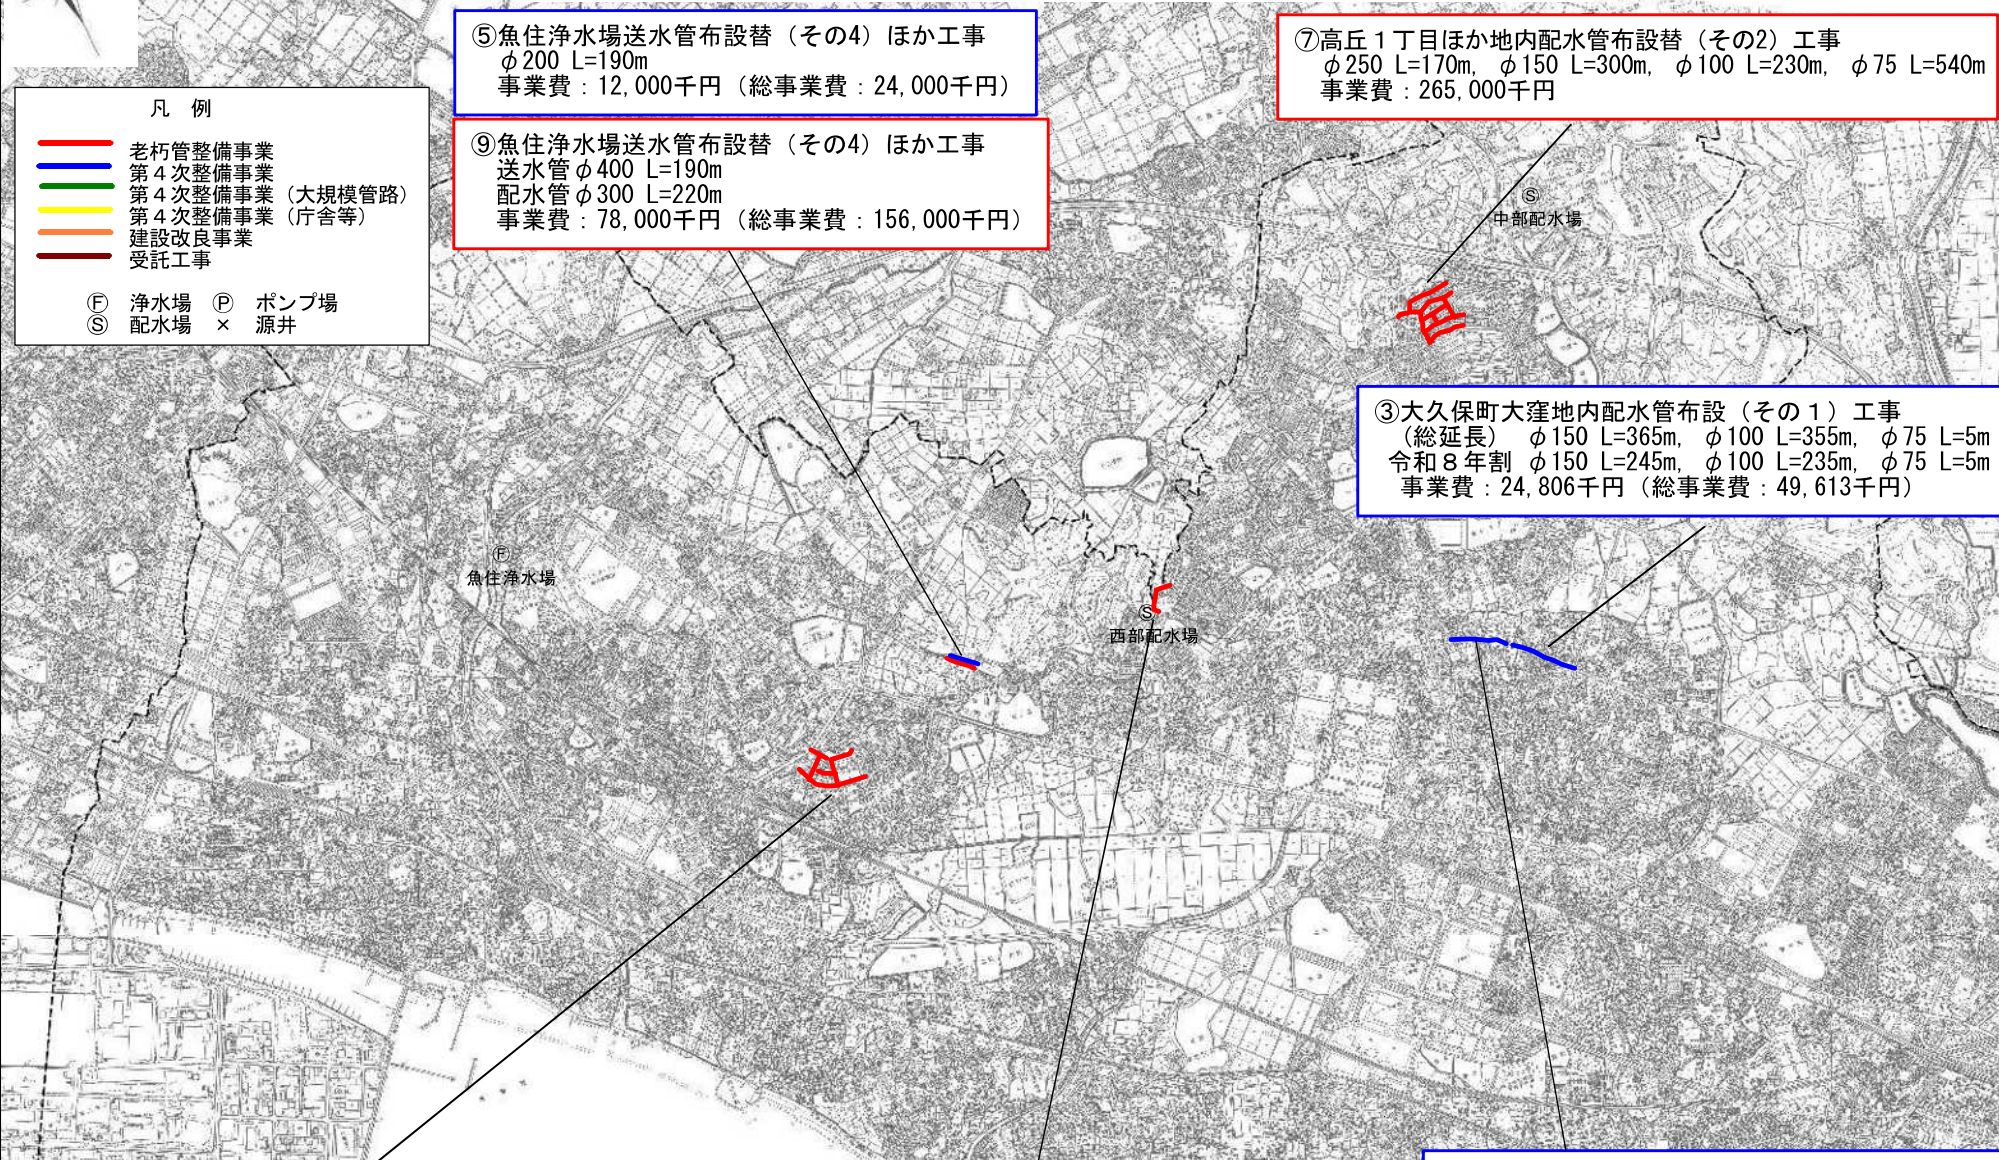 ⑤魚住浄水場送水管布設替（その4）ほか工事
φ200 L=190m
事業費：12,000千円（総事業費：24,000千円）
⑨魚住浄水場送水管布設替（その4）ほか工事
送水管φ400 L=190m
配水管φ300 L=220m
事業費：78,000千円（総事業費：156,000千円）
⑦高丘１丁目ほか地内配水管布設替（その2）工事
φ250 L=170m, φ150 L=300m, φ100 L=230m, φ75 L=540m
事業費：265,000千円
凡　例
老朽管整備事業
第４次整備事業
第４次整備事業（大規模管路）
第４次整備事業（庁舎等）
建設改良事業
受託工事
Ⓕ　浄水場　Ⓟ　ポンプ場
Ⓢ　配水場　×　源井
Ⓢ
中部配水場
③大久保町大窪地内配水管布設（その１）工事
（総延長）　φ150 L=365m, φ100 L=355m, φ75 L=5m
令和８年割　φ150 L=245m, φ100 L=235m, φ75 L=5m
事業費：24,806千円（総事業費：49,613千円）
Ⓕ
魚住浄水場
Ⓢ
西部配水場